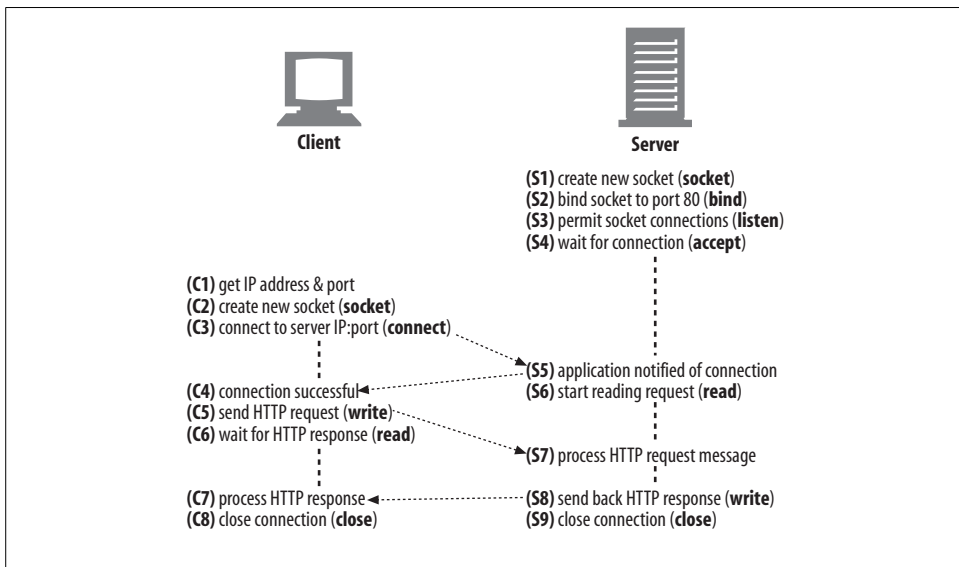 Client
Server
(S1) create new socket (socket)
(S2) bind socket to port 80 (bind)
(S3) permit socket connections (listen)
(S4) wait for connection (accept)
(C1) get IP address & port
(C2) create new socket (socket)
(C3) connect to server IP:port (connect)
(S5) application notified of connection
(S6) start reading request (read)
(C4) connection successful
(C5) send HTTP request (write)
(C6) wait for HTTP response (read)
(S7) process HTTP request message
(C7) process HTTP response
(C8) close connection (close)
(S8) send back HTTP response (write)
(S9) close connection (close)